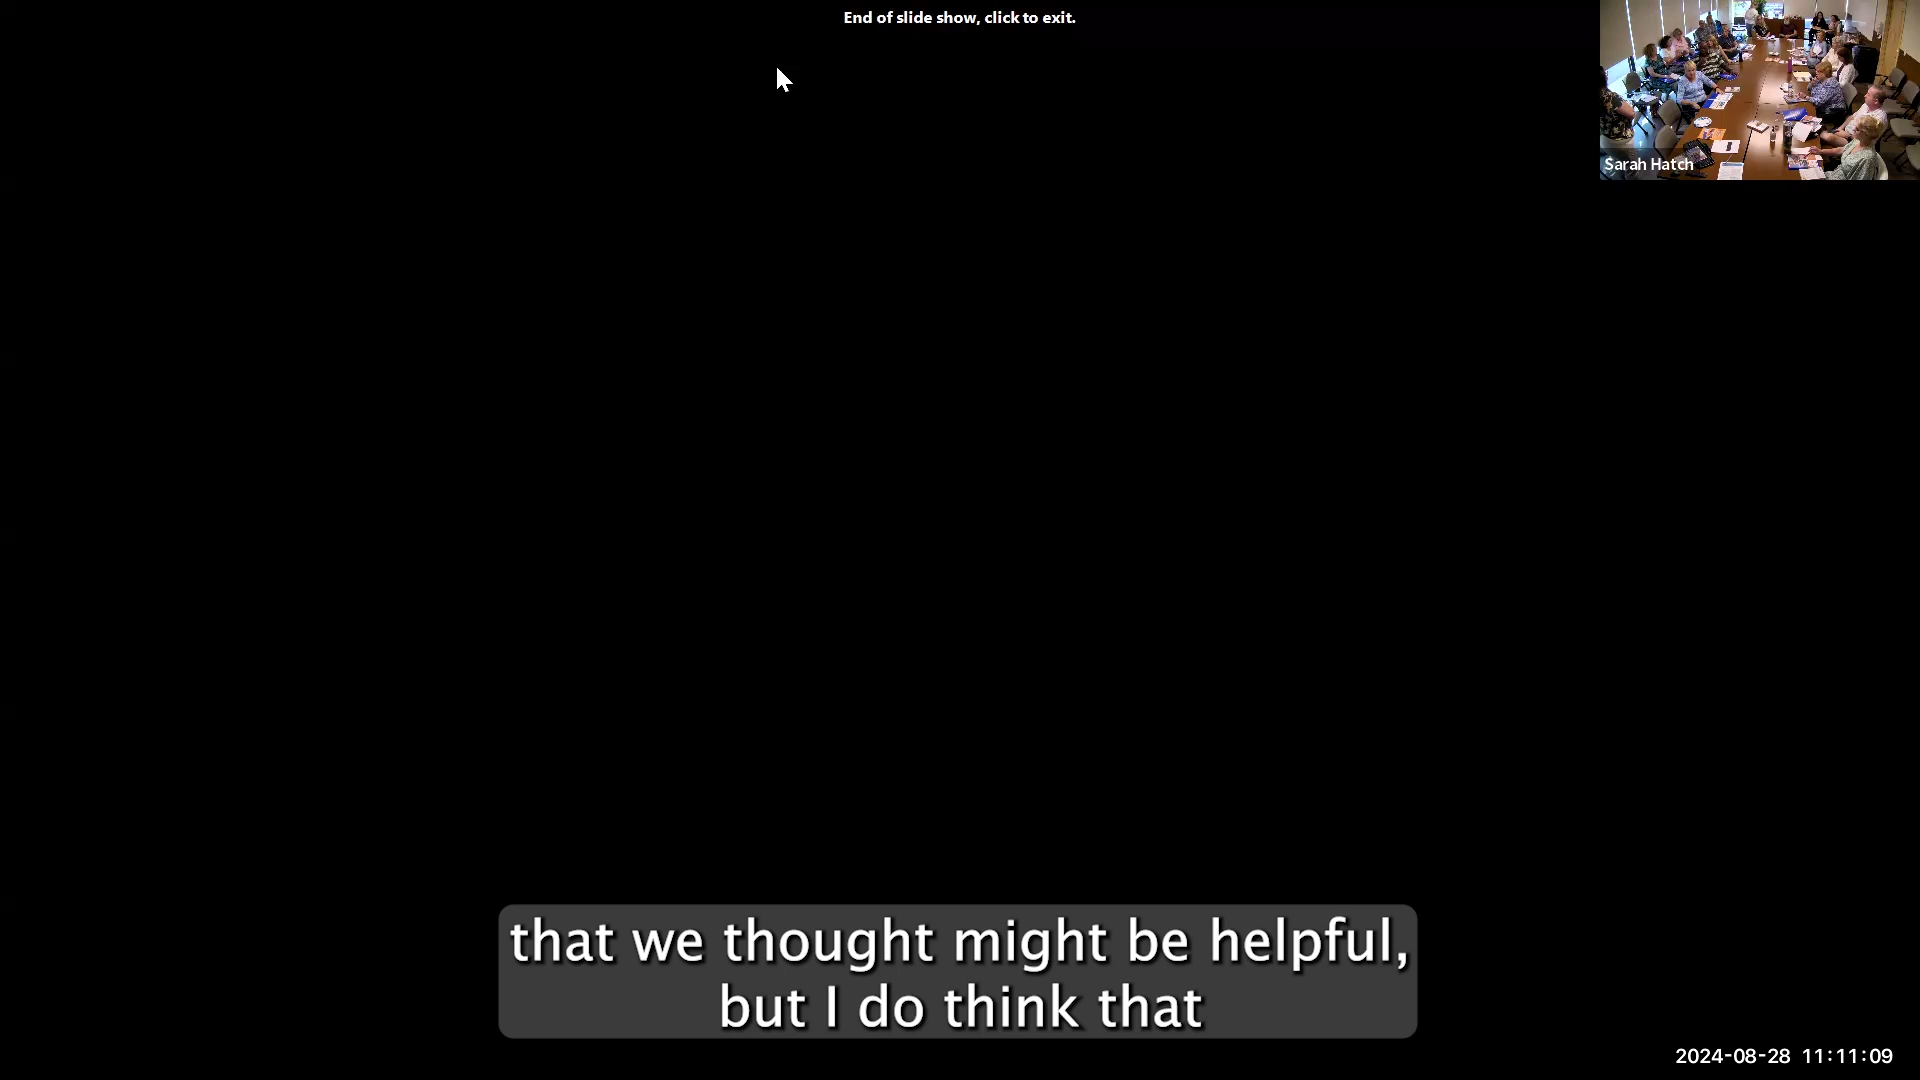 End of slide show, click to exit.
Sarah Hatch
that we thought might be helpful,
but I do think that
2024-08-28 11:11:09